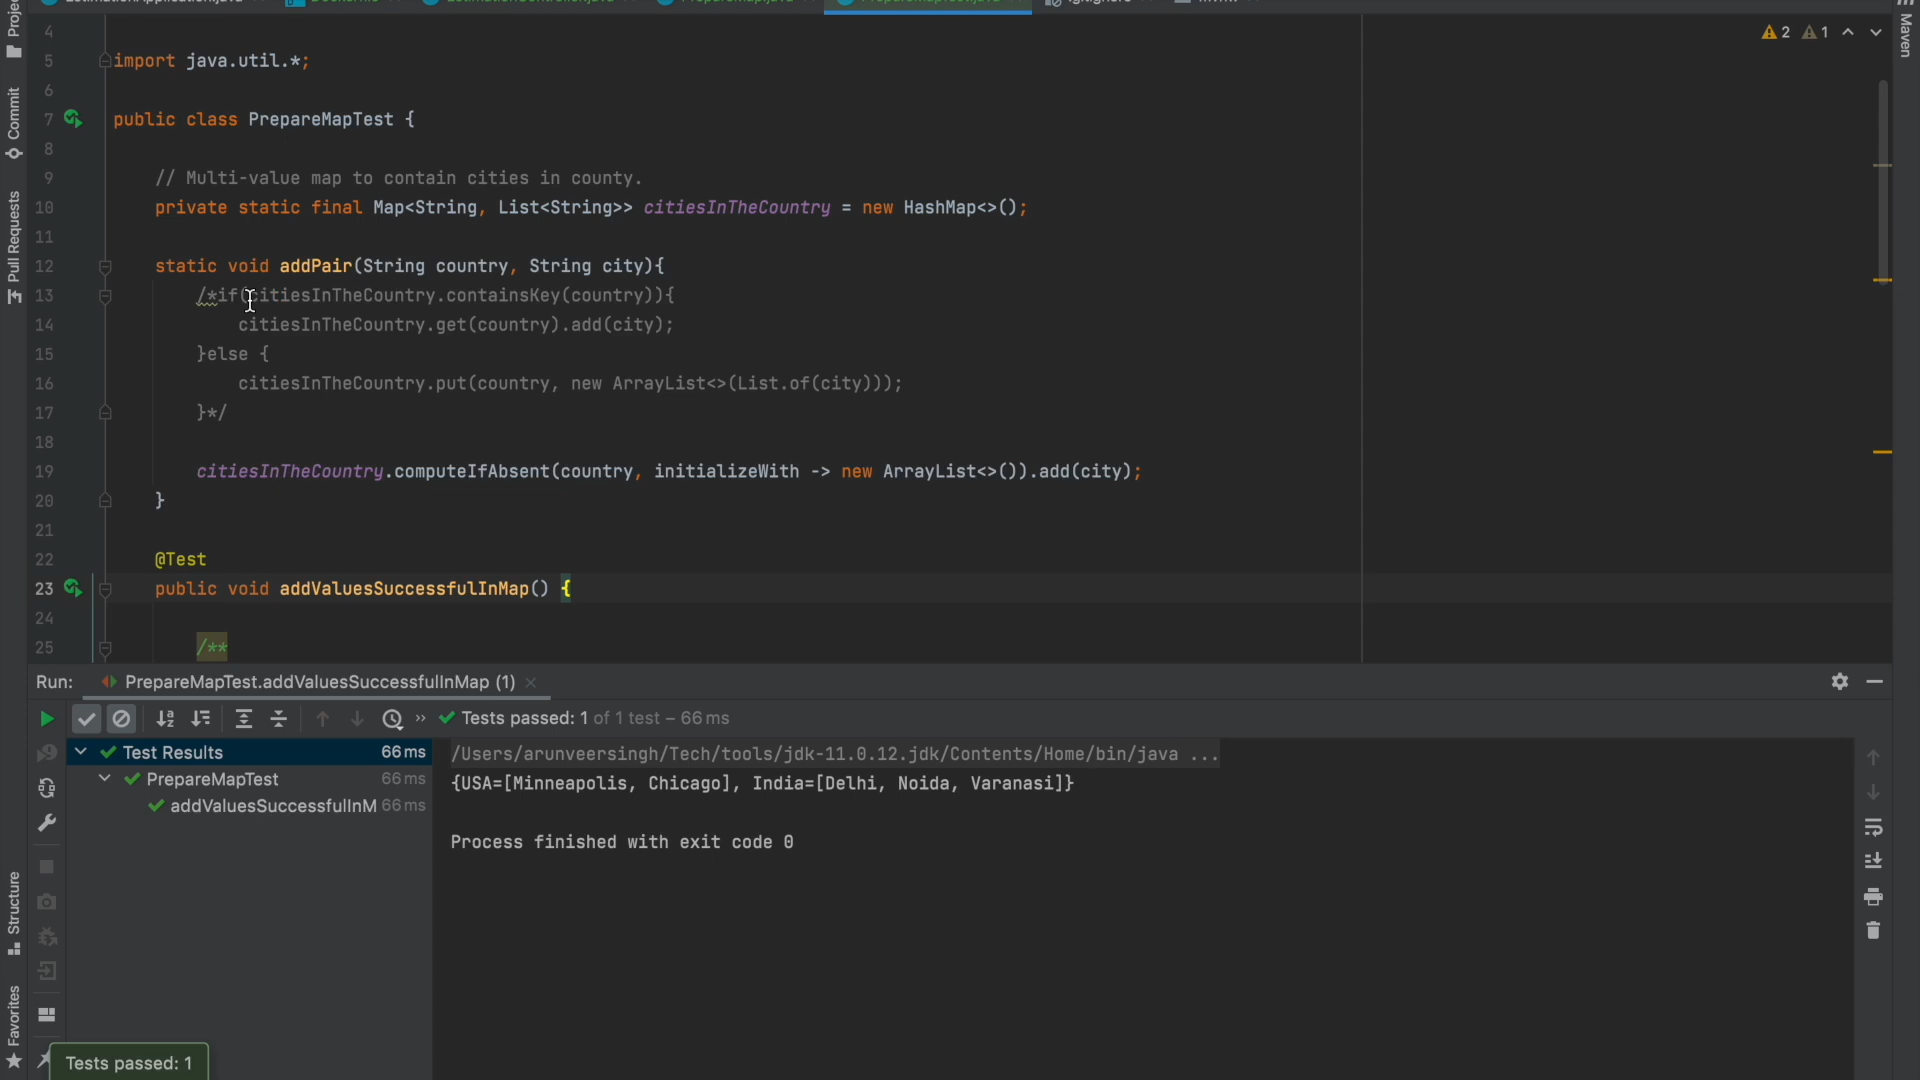 Maven
Commit
Pull Requests
Structure
Favorites
2 1
4
5 import java.util.*;
6
7 public class PrepareMapTest {
8
9 // Multi-value map to contain cities in county.
10 private static final Map<String, List<String>> citiesInTheCountry = new HashMap<>();
11
12 static void addPair(String country, String city){
13 /*if(citiesInTheCountry.containsKey(country)){
14 citiesInTheCountry.get(country).add(city);
15 }else {
16 citiesInTheCountry.put(country, new ArrayList<>(List.of(city)));
17 }*/
18
19 citiesInTheCountry.computeIfAbsent(country, initializeWith -> new ArrayList<>()).add(city);
20 }
21
22 @Test
23 public void addValuesSuccessfulInMap() {
24
25 /**
Run: PrepareMapTest.addValuesSuccessfulInMap (1)
Tests passed: 1 of 1 test – 66 ms
Test Results 66 ms
PrepareMapTest 66 ms
addValuesSuccessfulInM 66 ms
/Users/arunveersingh/Tech/tools/jdk-11.0.12.jdk/Contents/Home/bin/java ...
{USA=[Minneapolis, Chicago], India=[Delhi, Noida, Varanasi]}
Process finished with exit code 0
Tests passed: 1